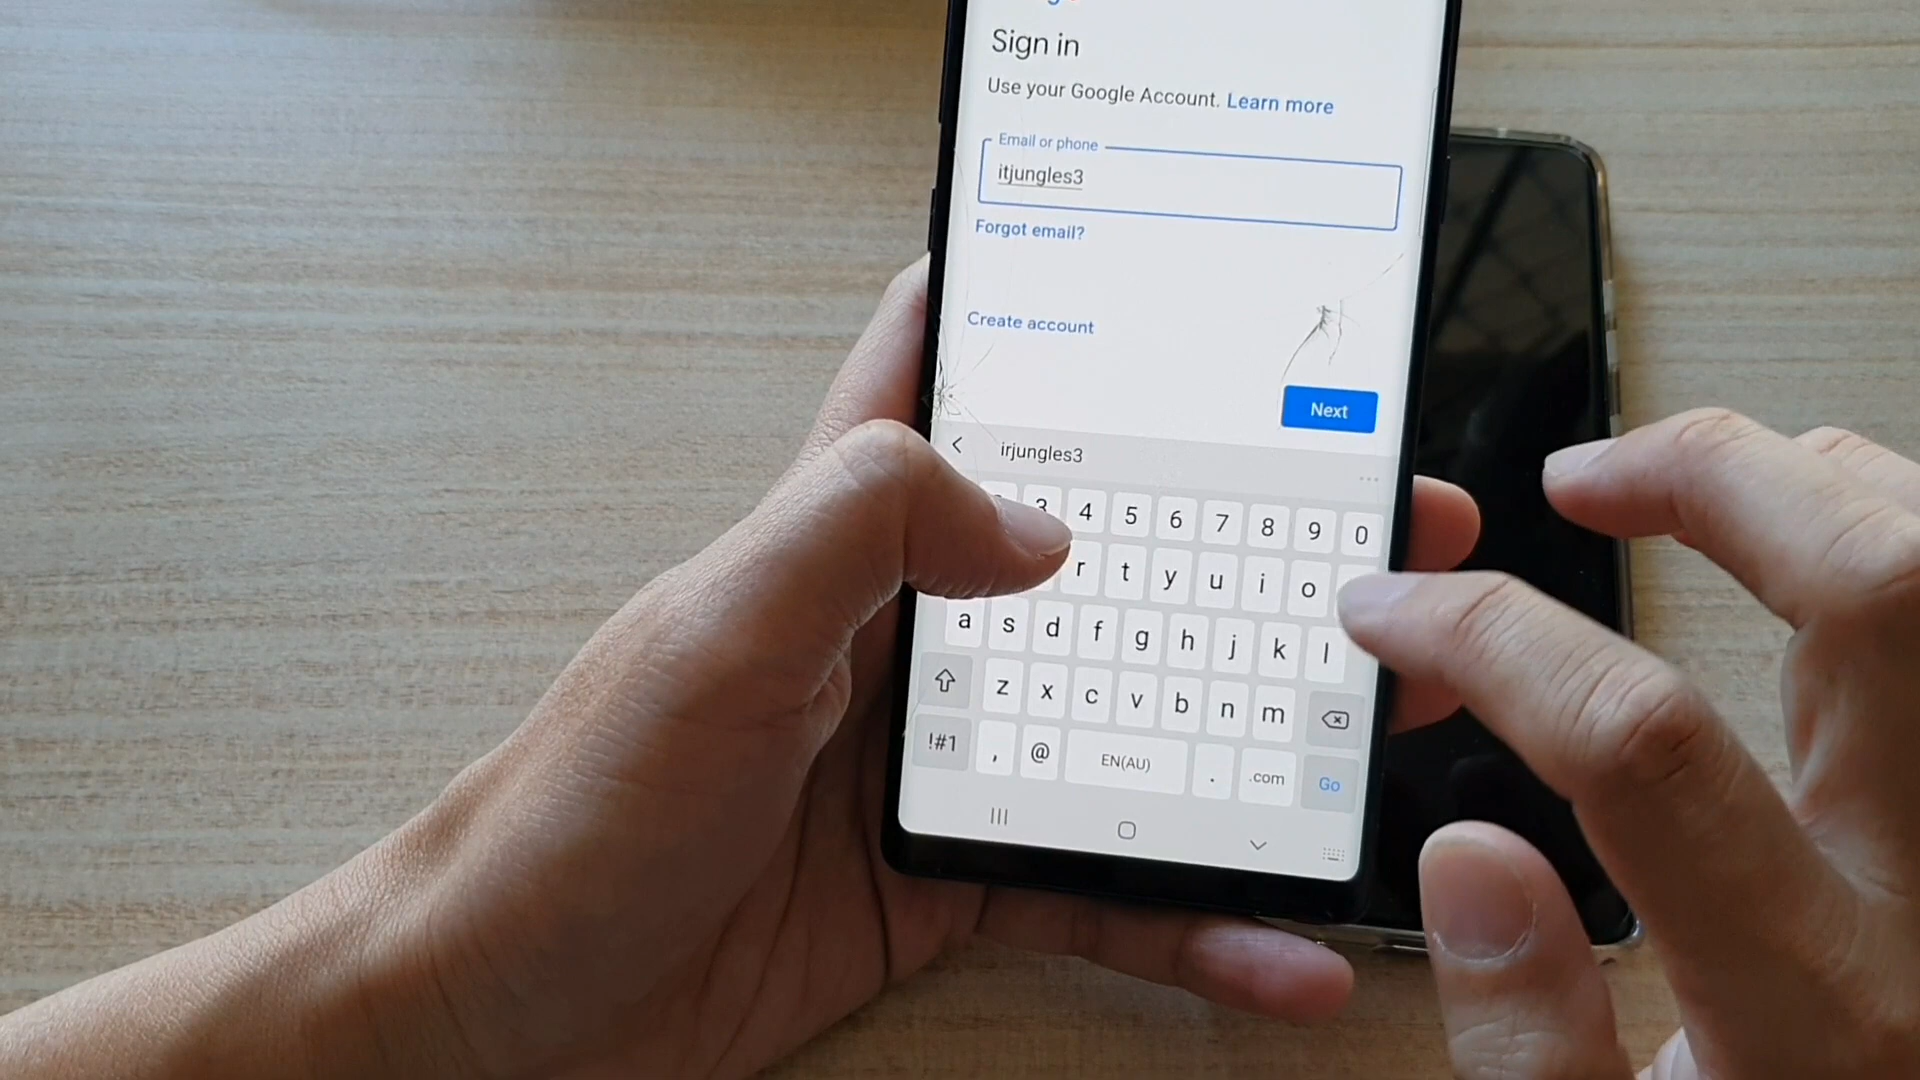 Sign in
Use your Google Account. Learn more
Email or phone
itjungles3
Forgot email?
Create account
Next
irjungles3
3 4 5 6 7 8 9 0
r t y u i o
a s d f g h j k l
z x c v b n m
!#1 , @ EN(AU) . .com Go